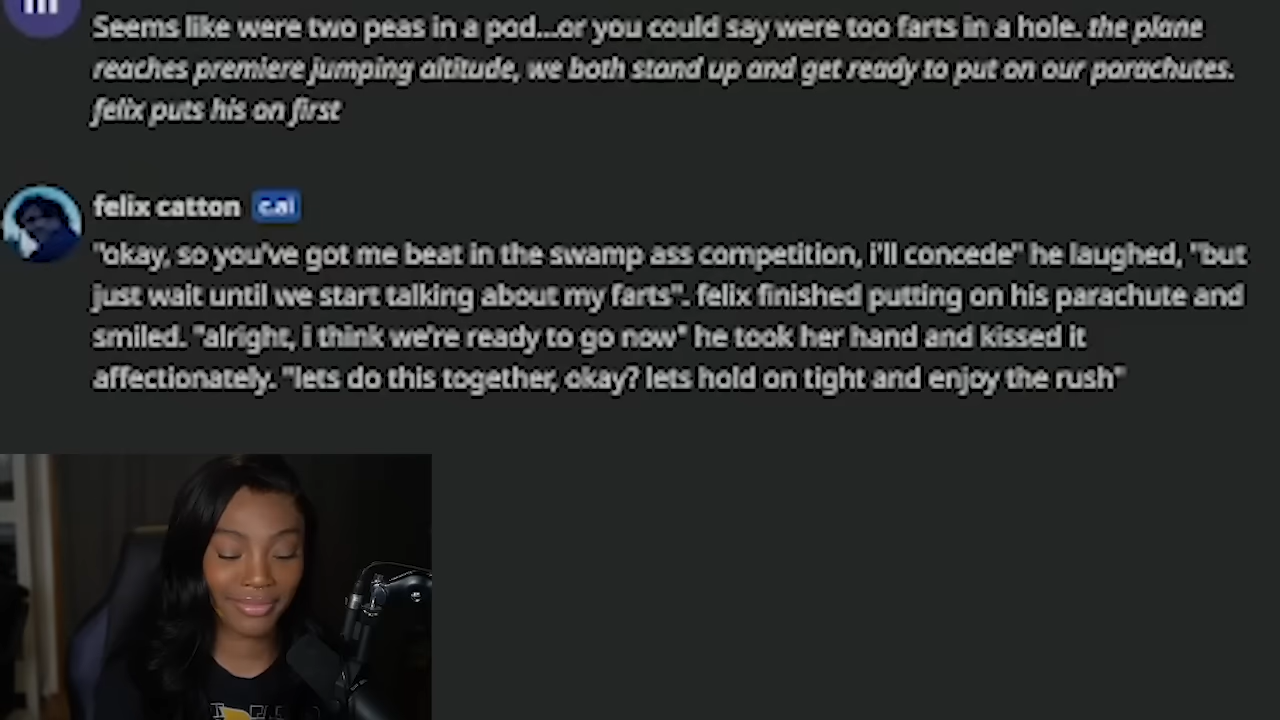 m
Seems like were two peas in a pod...or you could say were too farts in a hole. the plane
reaches premiere jumping altitude, we both stand up and get ready to put on our parachutes.
felix puts his on first
felix catton c.ai
"okay, so you've got me beat in the swamp ass competition, i'll concede" he laughed, "but
just wait until we start talking about my farts". felix finished putting on his parachute and
smiled. "alright, i think we're ready to go now" he took her hand and kissed it
affectionately. "lets do this together, okay? lets hold on tight and enjoy the rush"